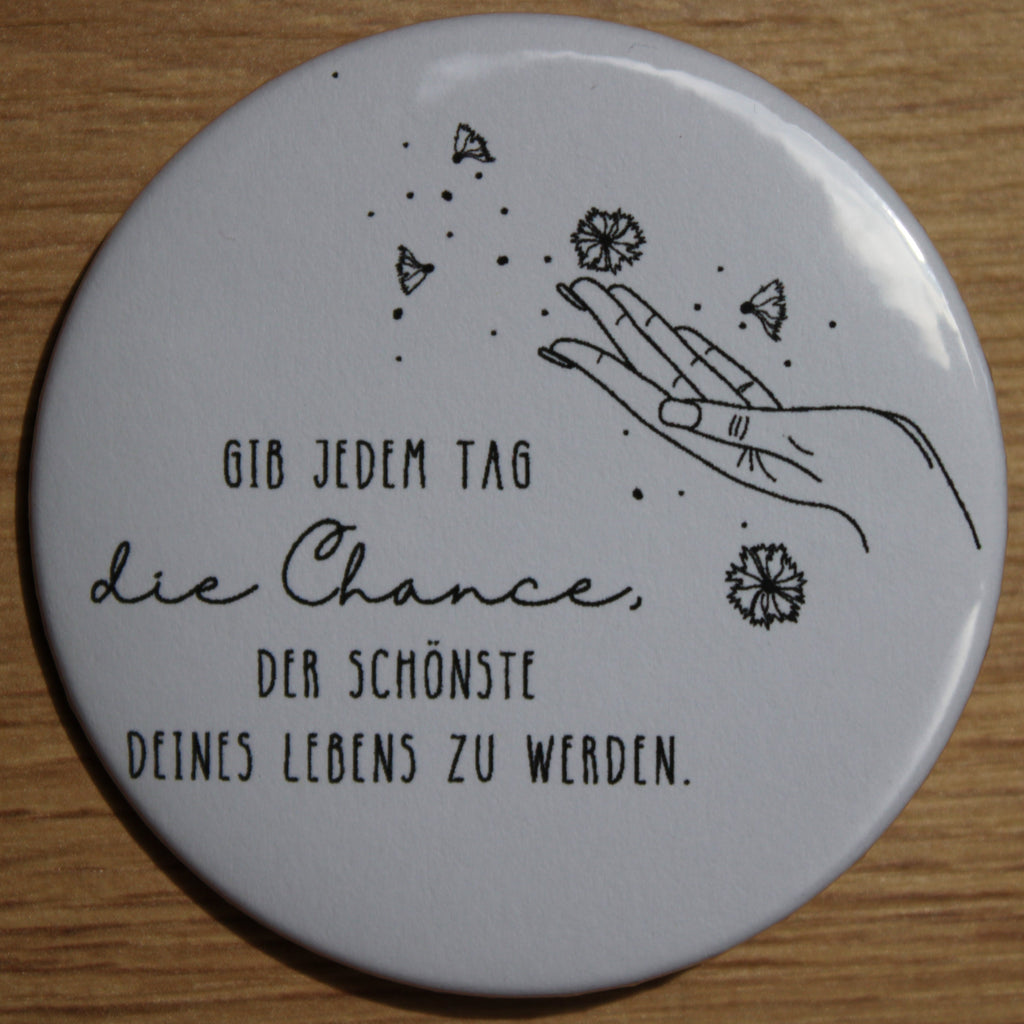 GIB JEDEM TAG
die Chance,
DER SCHÖNSTE
DEINES LEBENS ZU WERDEN.